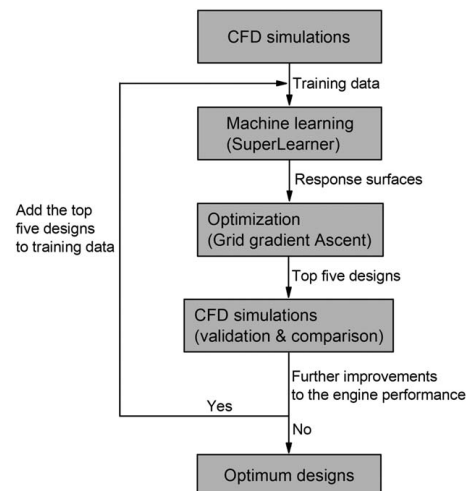 CFD simulations
Training data
Machine learning
(SuperLearner)
Response surfaces
Optimization
(Grid gradient Ascent)
Top five designs
Add the top
five designs
to training data
CFD simulations
(validation & comparison)
Further improvements
to the engine performance
Yes
No
Optimum designs